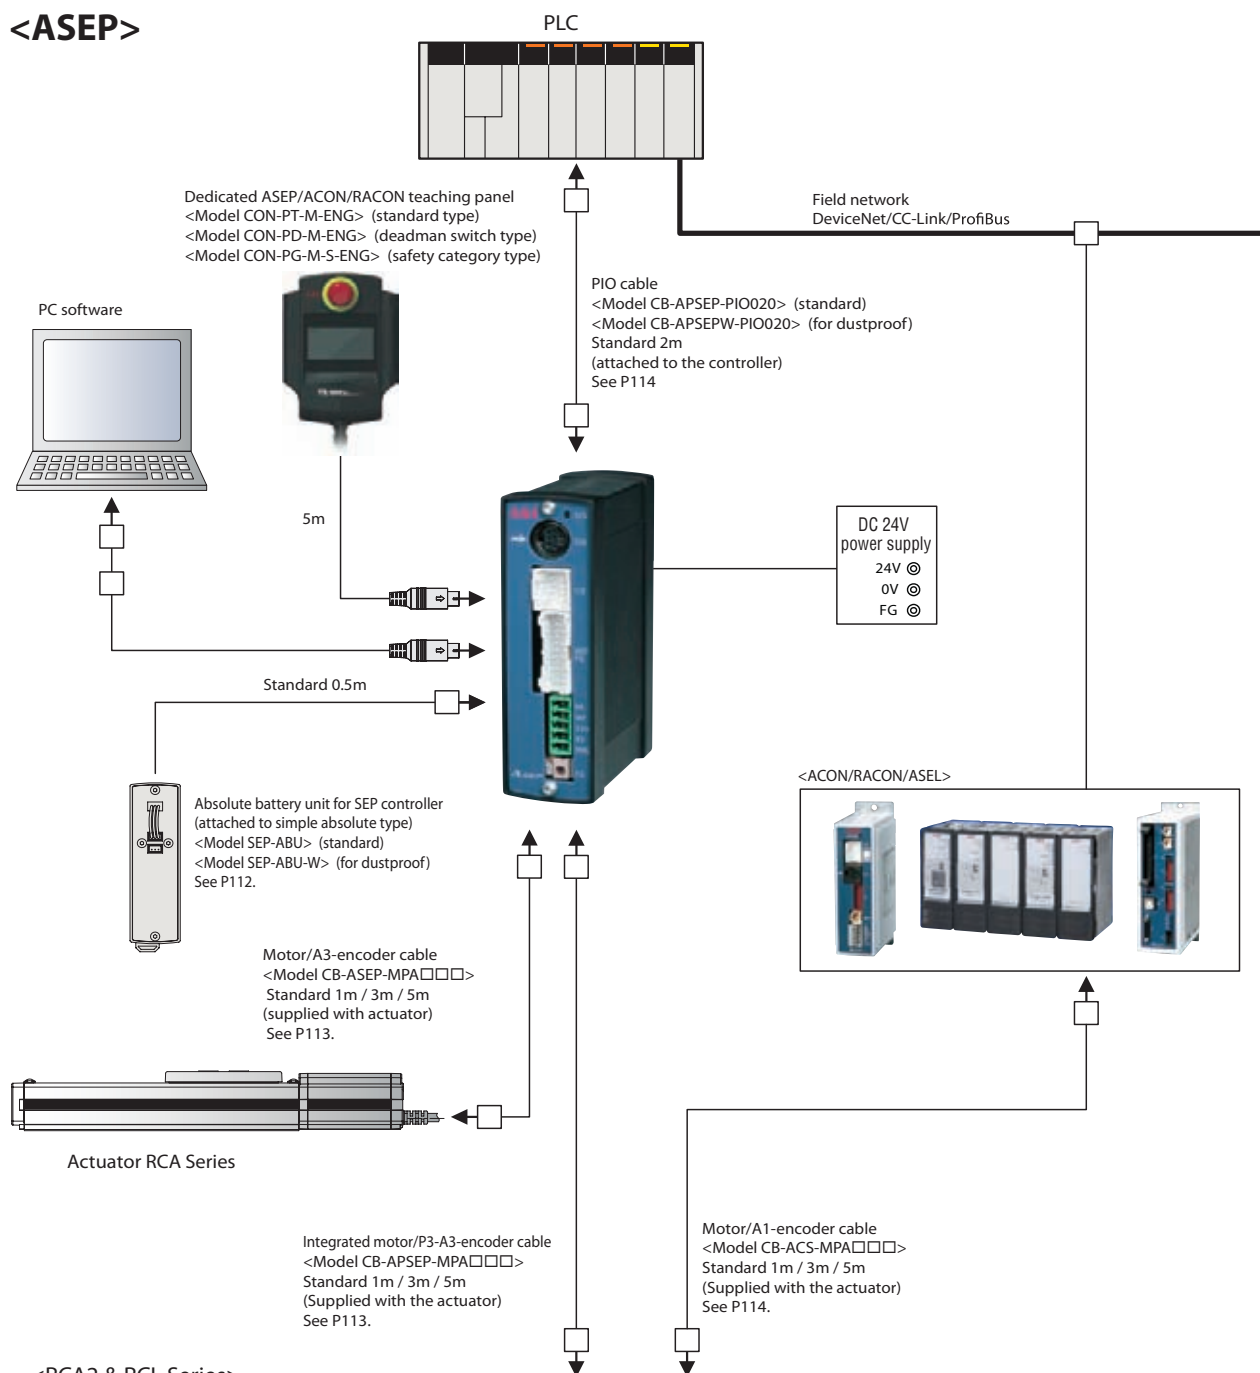 <ASEP>
PLC
Dedicated ASEP/ACON/RACON teaching panel
<Model CON-PT-M-ENG> (standard type)
<Model CON-PD-M-ENG> (deadman switch type)
<Model CON-PG-M-S-ENG> (safety category type)
Field network
DeviceNet/CC-Link/ProfiBus
PIO cable
<Model CB-APSEP-PIO020> (standard)
<Model CB-APSEPW-PIO020> (for dustproof)
Standard 2m
(attached to the controller)
See P114
PC software
5m
DC 24V
power supply
24V
0V
FG
Standard 0.5m
<ACON/RACON/ASEL>
Absolute battery unit for SEP controller
(attached to simple absolute type)
<Model SEP-ABU> (standard)
<Model SEP-ABU-W> (for dustproof)
See P112.
Motor/A3-encoder cable
<Model CB-ASEP-MPA□□□>
Standard 1m / 3m / 5m
(supplied with actuator)
See P113.
Actuator RCA Series
Integrated motor/P3-A3-encoder cable
<Model CB-APSEP-MPA□□□>
Standard 1m / 3m / 5m
(Supplied with the actuator)
See P113.
Motor/A1-encoder cable
<Model CB-ACS-MPA□□□>
Standard 1m / 3m / 5m
(Supplied with the actuator)
See P114.
<RCA2 & RCL Series>